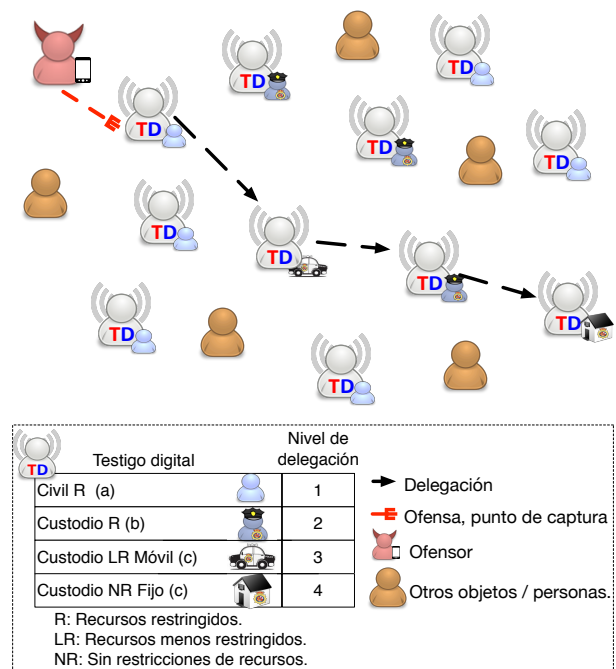 TD
TD
TD
TD
TD
TD
TD
TD
TD
TD
TD
TD
Nivel de
Testigo digital delegación
Civil R (a) 1
Custodio R (b) 2
Custodio LR Móvil (c) 3
Custodio NR Fijo (c) 4
R: Recursos restringidos.
LR: Recursos menos restringidos.
NR: Sin restricciones de recursos.
Delegación
Ofensa, punto de captura
Ofensor
Otros objetos / personas.